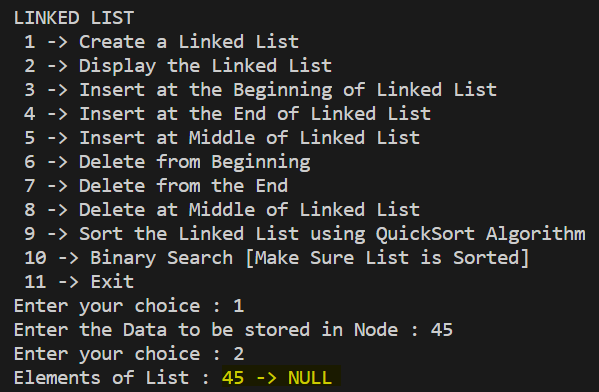 LINKED LIST
1 -> Create a Linked List
2 -> Display the Linked List
3 -> Insert at the Beginning of Linked List
4 -> Insert at the End of Linked List
5 -> Insert at Middle of Linked List
6 -> Delete from Beginning
7 -> Delete from the End
8 -> Delete at Middle of Linked List
9 -> Sort the Linked List using QuickSort Algorithm
10 -> Binary Search [Make Sure List is Sorted]
11 -> Exit
Enter your choice : 1
Enter the Data to be stored in Node : 45
Enter your choice : 2
Elements of List : 45 -> NULL